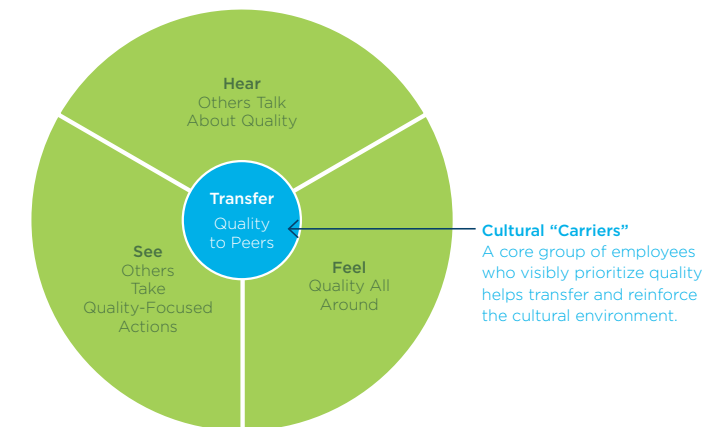 Hear
Others Talk
About Quality
Transfer
Quality
to Peers
See
Others
Take
Quality-Focused
Actions
Feel
Quality All
Around
Cultural “Carriers”
A core group of employees
who visibly prioritize quality
helps transfer and reinforce
the cultural environment.